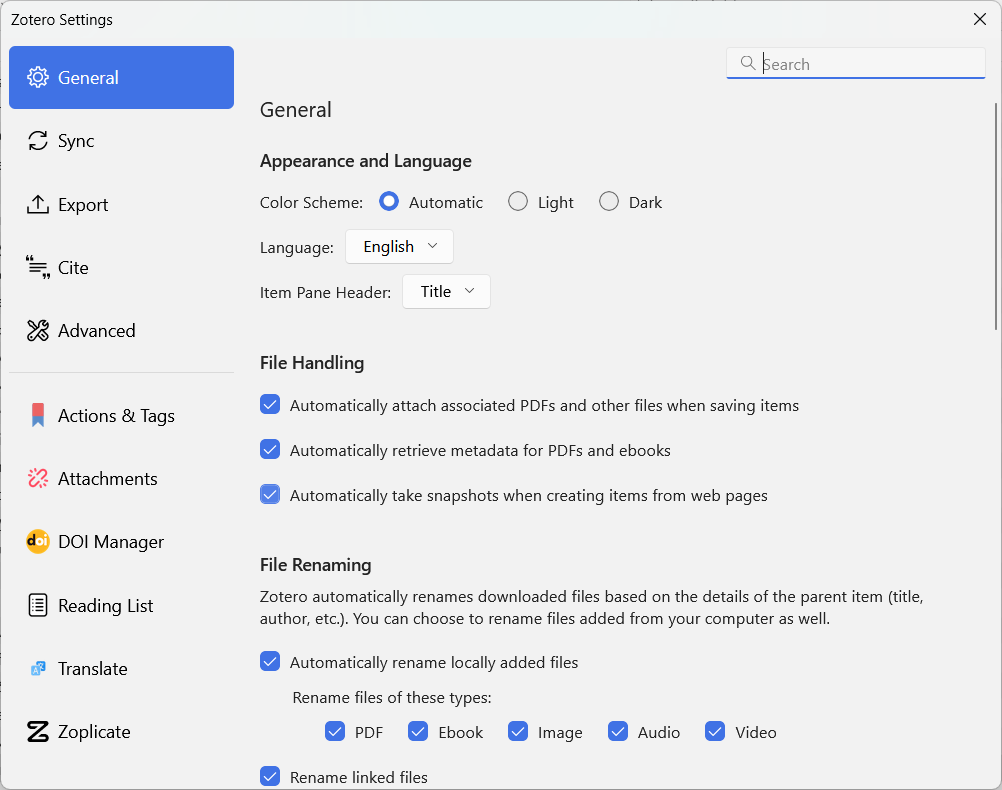 Zotero Settings
General
Sync
Export
Cite
Advanced
Actions & Tags
Attachments
doi
DOI Manager
Reading List
Translate
Zoplicate
Search
General
Appearance and Language
Color Scheme: Automatic Light Dark
Language: English
Item Pane Header: Title
File Handling
Automatically attach associated PDFs and other files when saving items
Automatically retrieve metadata for PDFs and ebooks
Automatically take snapshots when creating items from web pages
File Renaming
Zotero automatically renames downloaded files based on the details of the parent item (title,
author, etc.). You can choose to rename files added from your computer as well.
Automatically rename locally added files
Rename files of these types:
PDF Ebook Image Audio Video
Rename linked files